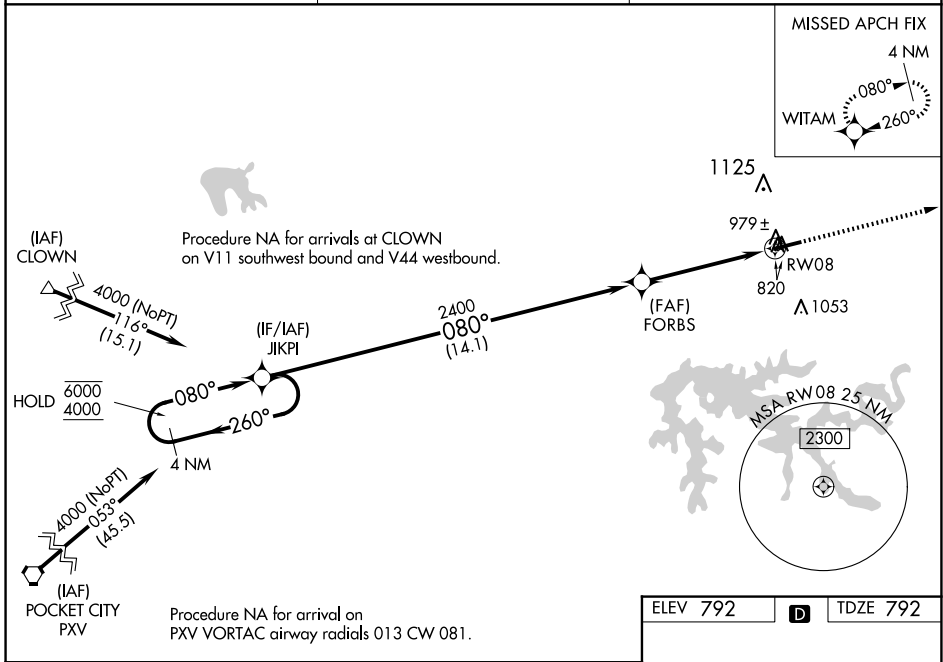 MISSED APCH FIX
4 NM
080°
260°
WITAM
1125
979±
RW08
820
1053
(IAF)
CLOWN
Procedure NA for arrivals at CLOWN
on V11 southwest bound and V44 westbound.
4000 (NoPT)
116°
(15.1)
(IF/IAF)
JIKPI
2400
080°
(14.1)
(FAF)
FORBS
HOLD
6000
4000
080°
260°
4 NM
MSA RW08 25 NM
2300
4000 (NoPT)
053°
(45.5)
(IAF)
POCKET CITY
PXV
Procedure NA for arrival on
PXV VORTAC airway radials 013 CW 081.
ELEV 792
D
TDZE 792